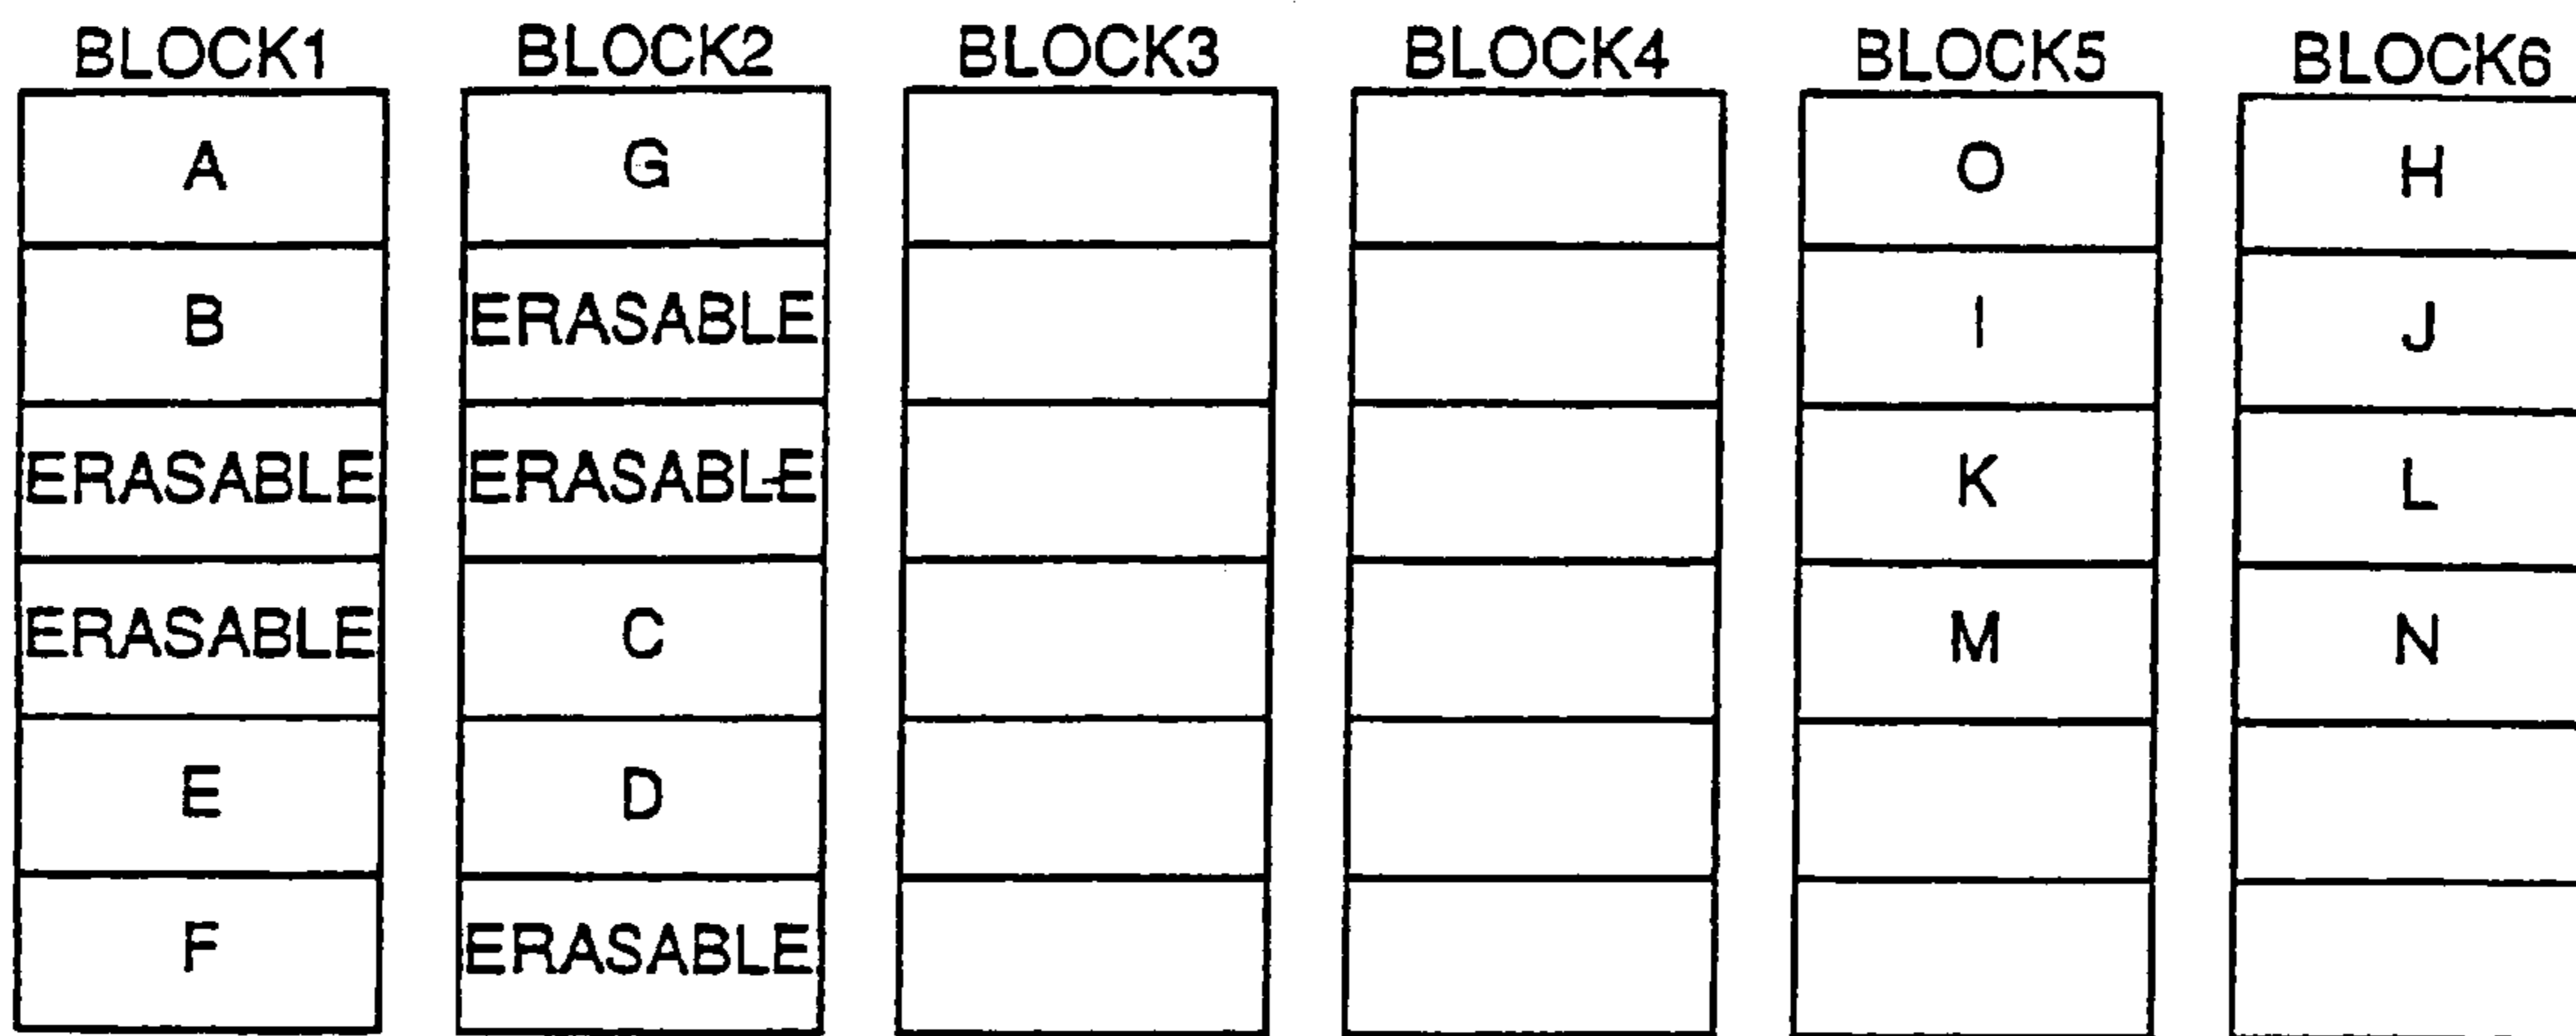 BLOCK1 BLOCK2 BLOCK3 BLOCK4 BLOCK5 BLOCK6
A G O H
B ERASABLE I J
ERASABLE ERASABLE K L
ERASABLE C M N
E D
F ERASABLE